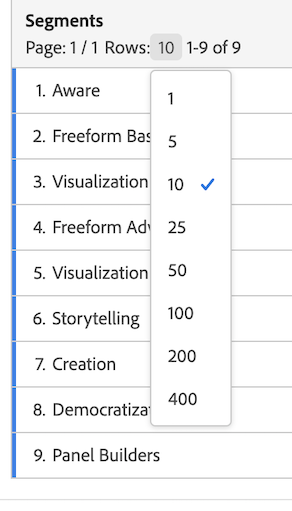 Segments
Page: 1 / 1 Rows: 10 1-9 of 9
1. Aware
2. Freeform Bas
3. Visualization
4. Freeform Adv
5. Visualization
6. Storytelling
7. Creation
8. Democratiza
9. Panel Builders
1
5
10
25
50
100
200
400